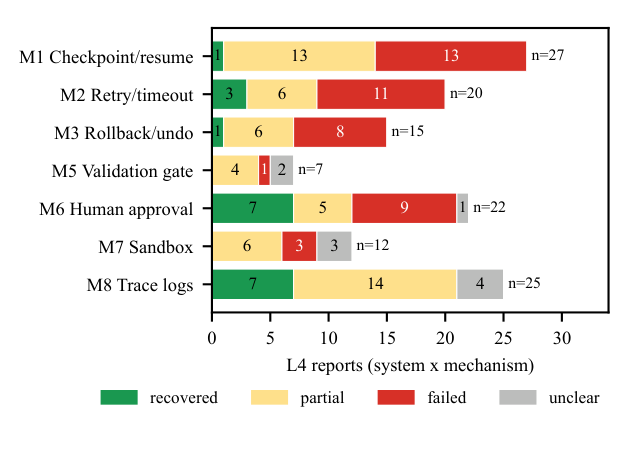 M1 Checkpoint/resume 1 13 13 n=27
M2 Retry/timeout 3 6 11 n=20
M3 Rollback/undo 1 6 8 n=15
M5 Validation gate 4 1 2 n=7
M6 Human approval 7 5 9 1 n=22
M7 Sandbox 6 3 3 n=12
M8 Trace logs 7 14 4 n=25
0 5 10 15 20 25 30
L4 reports (system x mechanism)
recovered partial failed unclear